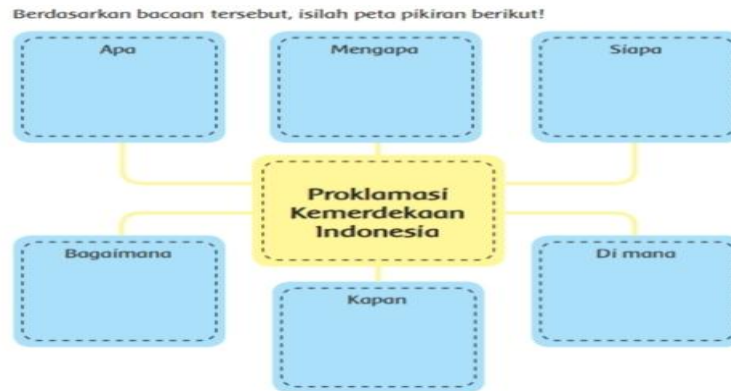 Berdasarkan bacaan tersebut, isilah peta pikiran berikut!
Apa
Mengapa
Siapa
Proklamasi
Kemerdekaan
Indonesia
Bagaimana
Kapan
Di mana